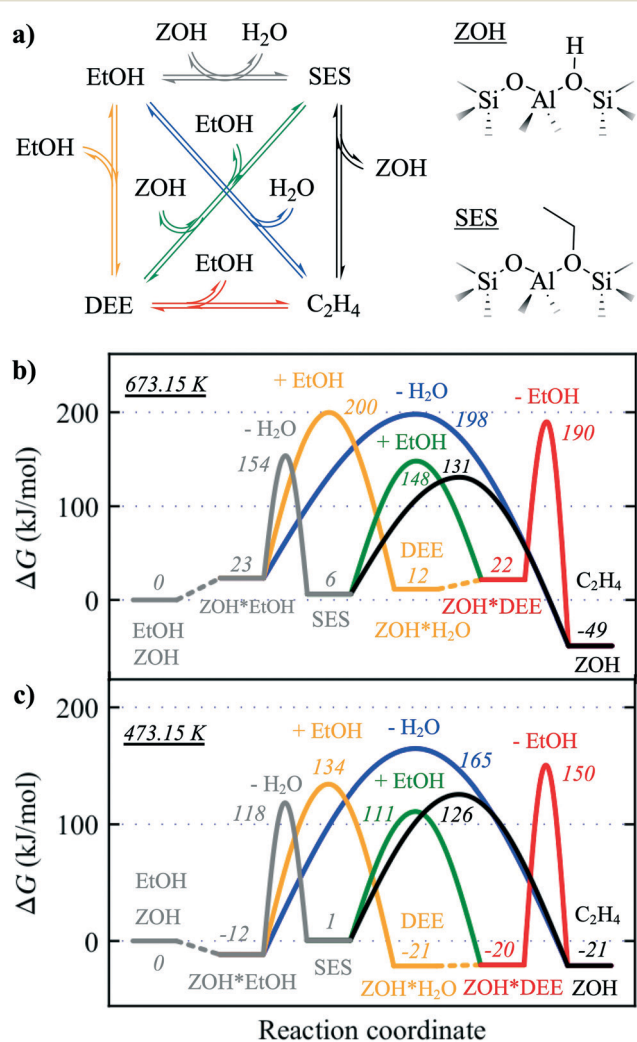 a)
ZOH H₂O
EtOH SES
ZOH
H
O
Si O Al Si
EtOH
EtOH
ZOH
ZOH H₂O
SES
EtOH
Si O Al O Si
DEE C₂H₄
b)
673.15 K
+ EtOH
- H₂O
- EtOH
200
- H₂O
198
+ EtOH
190
154
148
131
200
100
0
ΔG (kJ/mol)
0
23
6
DEE
12
22
C₂H₄
-49
EtOH
ZOH
ZOH*EtOH
SES
ZOH*H₂O
ZOH*DEE
ZOH
c)
473.15 K
+ EtOH
- H₂O
- EtOH
134
- H₂O
165
+ EtOH
150
118
111
126
200
100
0
ΔG (kJ/mol)
EtOH
ZOH
0
-12
1
DEE
-21
-20
C₂H₄
-21
ZOH*EtOH
SES
ZOH*H₂O
ZOH*DEE
ZOH
Reaction coordinate